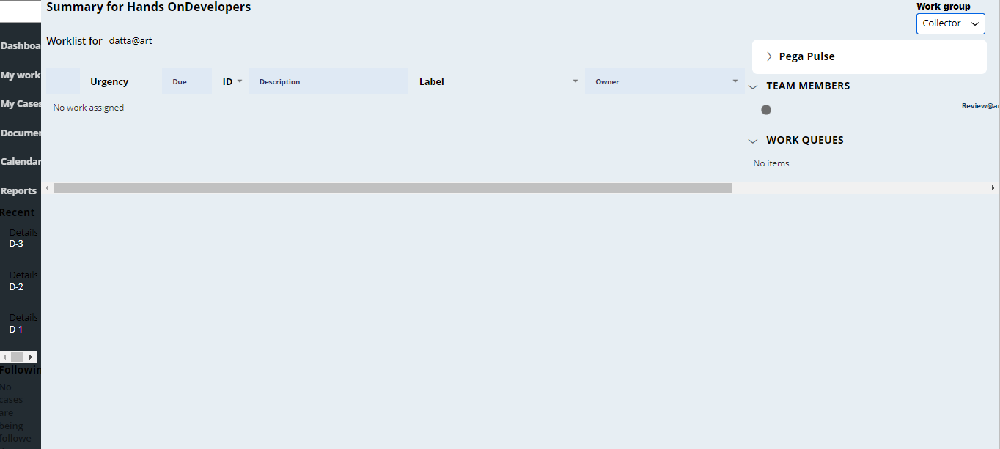 Summary for Hands OnDevelopers
Work group
Collector
Worklist for datta@art
Pega Pulse
Urgency Due ID Description Label Owner
No work assigned
TEAM MEMBERS
Review@ar
WORK QUEUES
No items
Dashboa
My work
My Cases
Documen
Calendar
Reports
Recent
Details
D-3
Details
D-2
Details
D-1
Followin
No
cases
are
being
followe